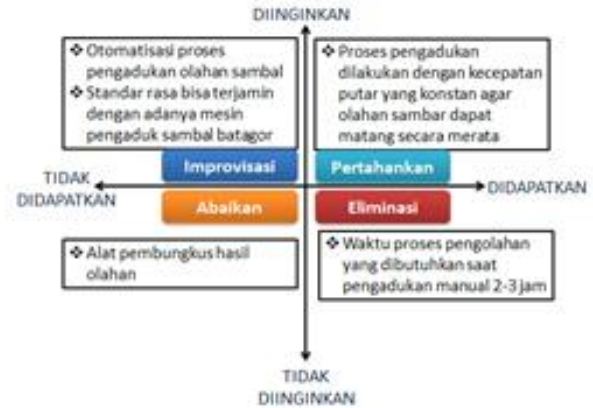 DIINGINKAN
❖ Otomatisasi proses
pengadukan olahan sambal
❖ Standar rasa bisa terjamin
dengan adanya mesin
pengaduk sambal batagor
❖ Proses pengadukan
dilakukan dengan kecepatan
putar yang konstan agar
olahan sambar dapat
matang secara merata
Improvisasi
Pertahankan
TIDAK
DIDAPATKAN
DIDAPATKAN
Abaikan
Eliminasi
❖ Alat pembungkus hasil
olahan
❖ Waktu proses pengolahan
yang dibutuhkan saat
pengadukan manual 2-3 jam
TIDAK
DIINGINKAN